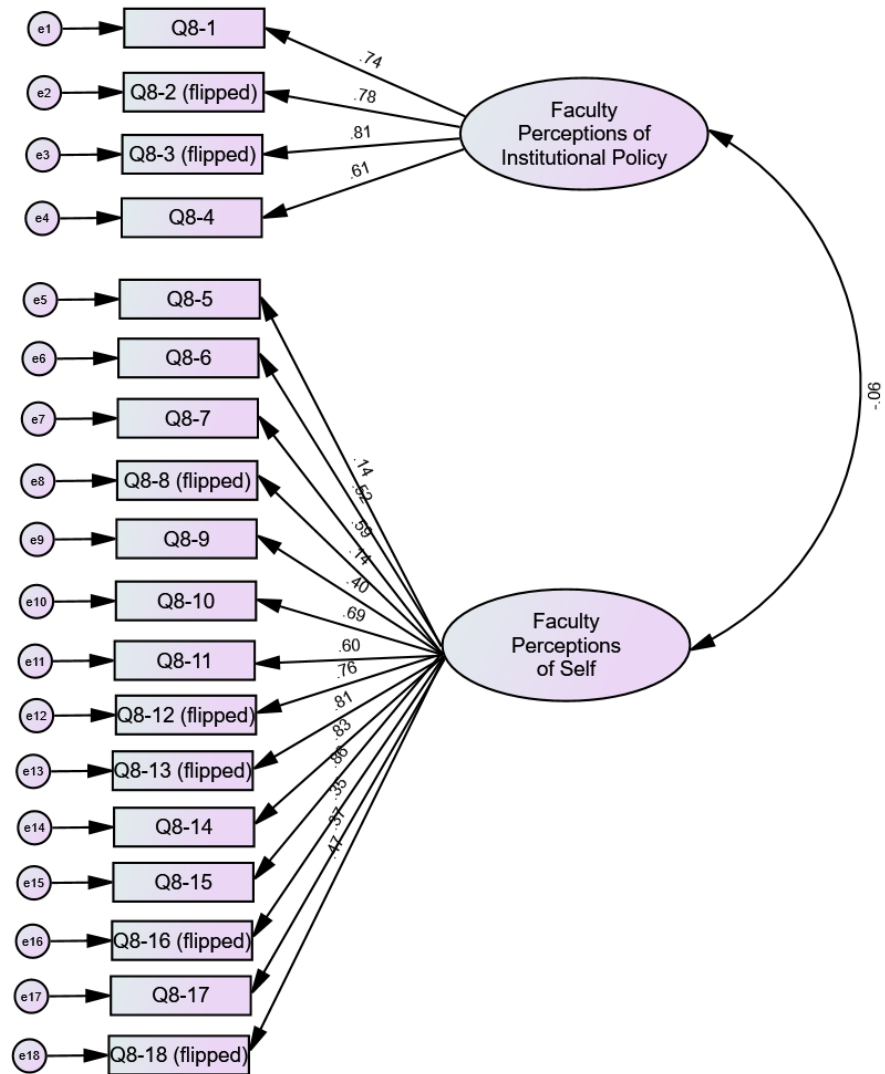 e1
Q8-1
.74
e2
Q8-2 (flipped)
.78
e3
Q8-3 (flipped)
.81
e4
Q8-4
.61
Faculty
Perceptions of
Institutional Policy
-.06
e5
Q8-5
.14
e6
Q8-6
.52
e7
Q8-7
.59
e8
Q8-8 (flipped)
.14
e9
Q8-9
.40
e10
Q8-10
.69
e11
Q8-11
.60
e12
Q8-12 (flipped)
.76
e13
Q8-13 (flipped)
.81
e14
Q8-14
.83
e15
Q8-15
.86
e16
Q8-16 (flipped)
.35
e17
Q8-17
.37
e18
Q8-18 (flipped)
.47
Faculty
Perceptions
of Self